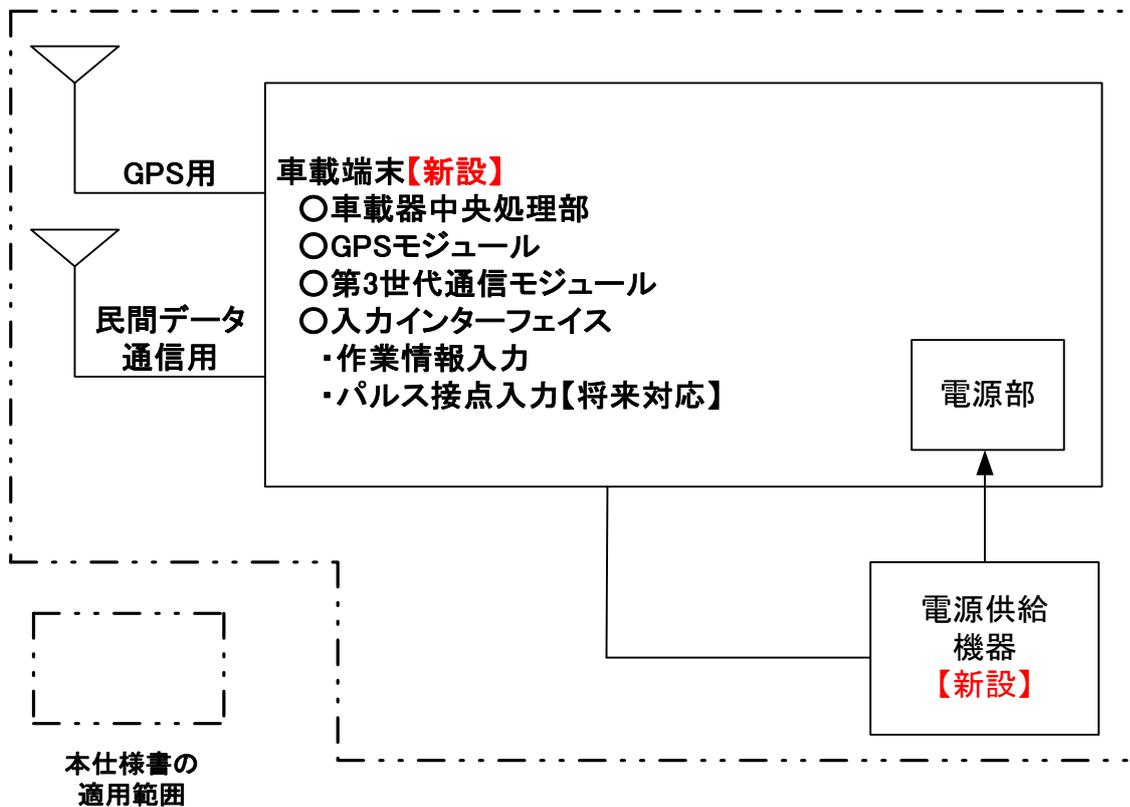 GPS用
民間データ
通信用
車載端末【新設】
○車載器中央処理部
○GPSモジュール
○第3世代通信モジュール
○入力インターフェイス
・作業情報入力
・パルス接点入力【将来対応】
電源部
電源供給
機器
【新設】
本仕様書の
適用範囲